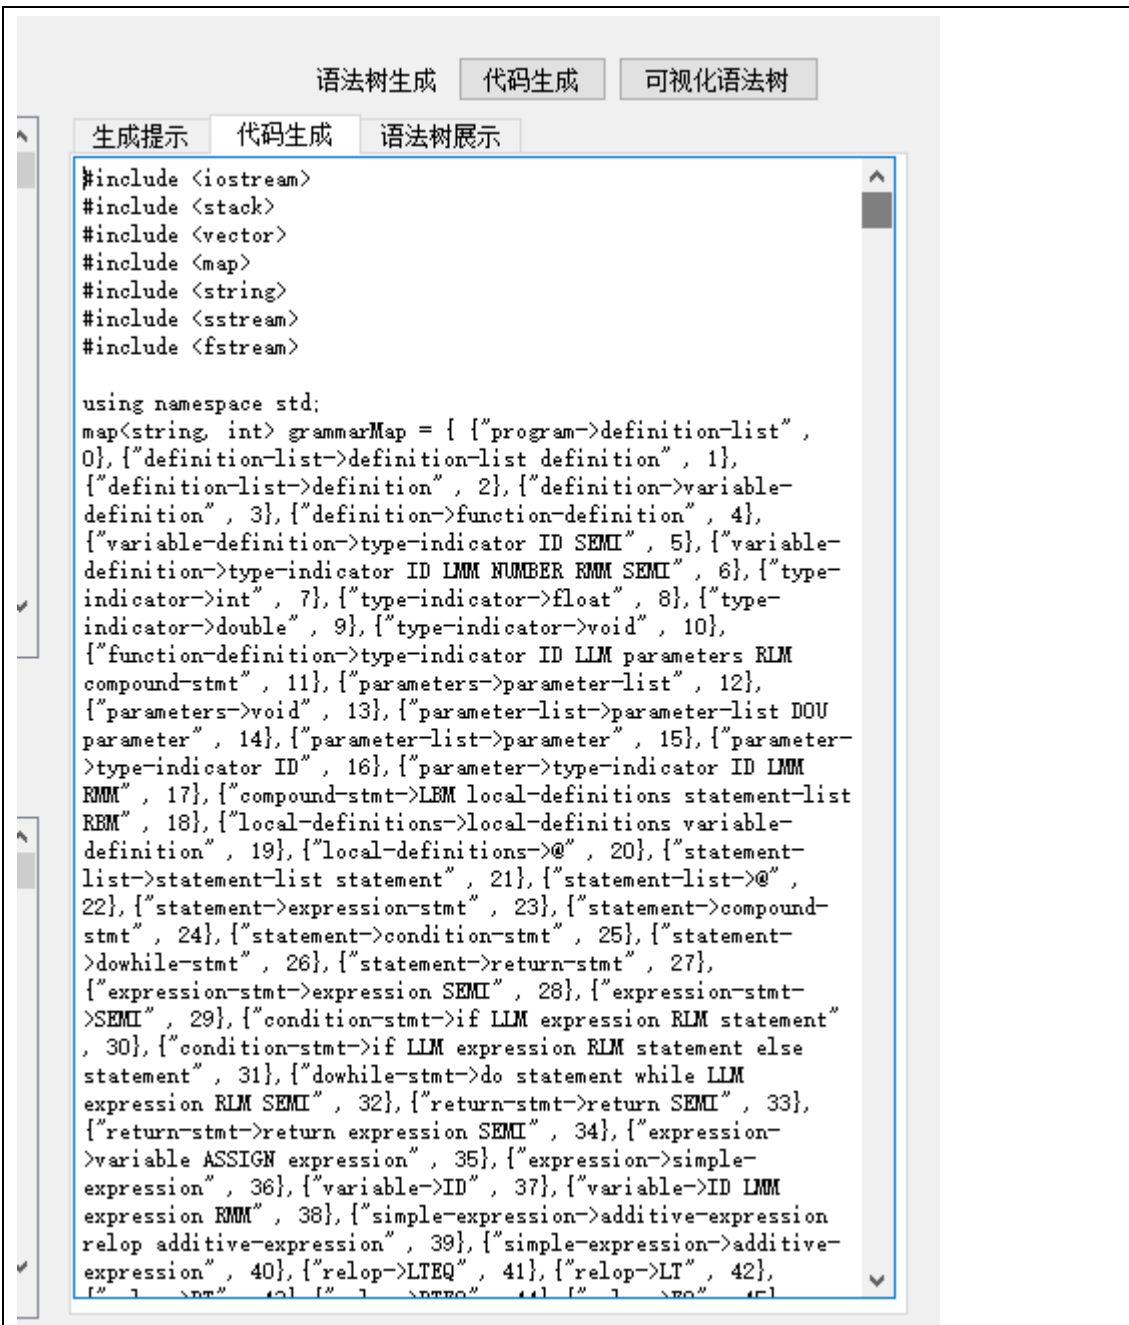 语法树生成 代码生成 可视化语法树
生成提示 代码生成 语法树展示
#include <iostream>
#include <stack>
#include <vector>
#include <map>
#include <string>
#include <sstream>
#include <fstream>
using namespace std;
map<string, int> grammarMap = { {"program->definition-list" ,
0}, {"definition-list->definition-list definition" , 1},
{"definition-list->definition" , 2}, {"definition->variable-
definition" , 3}, {"definition->function-definition" , 4},
{"variable-definition->type-indicator ID SEMI" , 5}, {"variable-
definition->type-indicator ID LMM NUMBER RMM SEMI" , 6}, {"type-
indicator->int" , 7}, {"type-indicator->float" , 8}, {"type-
indicator->double" , 9}, {"type-indicator->void" , 10},
{"function-definition->type-indicator ID LLM parameters RLM
compound-stmt" , 11}, {"parameters->parameter-list" , 12},
{"parameters->void" , 13}, {"parameter-list->parameter-list DOU
parameter" , 14}, {"parameter-list->parameter" , 15}, {"parameter-
>type-indicator ID" , 16}, {"parameter->type-indicator ID LMM
RMM" , 17}, {"compound-stmt->LBM local-definitions statement-list
RBM" , 18}, {"local-definitions->local-definitions variable-
definition" , 19}, {"local-definitions->@" , 20}, {"statement-
list->statement-list statement" , 21}, {"statement-list->@" ,
22}, {"statement->expression-stmt" , 23}, {"statement->compound-
stmt" , 24}, {"statement->condition-stmt" , 25}, {"statement-
>dowhile-stmt" , 26}, {"statement->return-stmt" , 27},
{"expression-stmt->expression SEMI" , 28}, {"expression-stmt-
>SEMI" , 29}, {"condition-stmt->if LLM expression RLM statement"
, 30}, {"condition-stmt->if LLM expression RLM statement else
statement" , 31}, {"dowhile-stmt->do statement while LLM
expression RLM SEMI" , 32}, {"return-stmt->return SEMI" , 33},
{"return-stmt->return expression SEMI" , 34}, {"expression-
>variable ASSIGN expression" , 35}, {"expression->simple-
expression" , 36}, {"variable->ID" , 37}, {"variable->ID LMM
expression RMM" , 38}, {"simple-expression->additive-expression
relop additive-expression" , 39}, {"simple-expression->additive-
expression" , 40}, {"relop->LTEQ" , 41}, {"relop->LT" , 42},